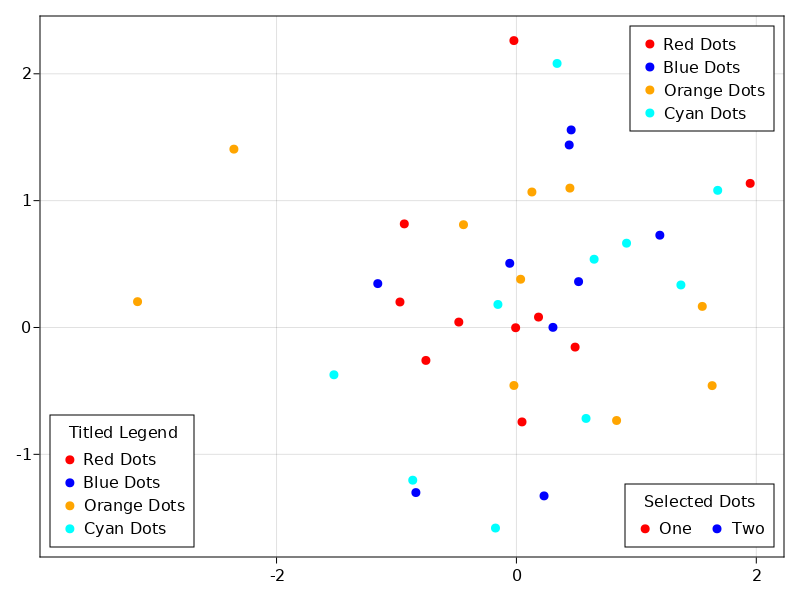 Red Dots
Blue Dots
Orange Dots
Cyan Dots
2
1
0
-1
Titled Legend
Red Dots
Blue Dots
Orange Dots
Cyan Dots
Selected Dots
One Two
-2 0 2